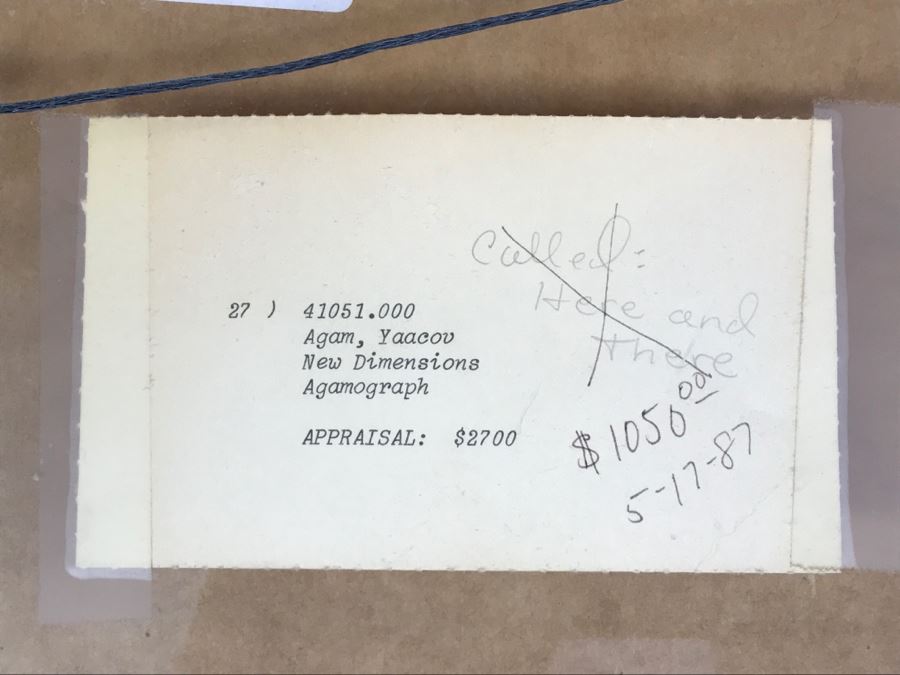 Called:
Here and
there
27 ) 41051.000
Agam, Yaacov
New Dimensions
Agamograph
APPRAISAL: $2700
$1050 00
5-17-87